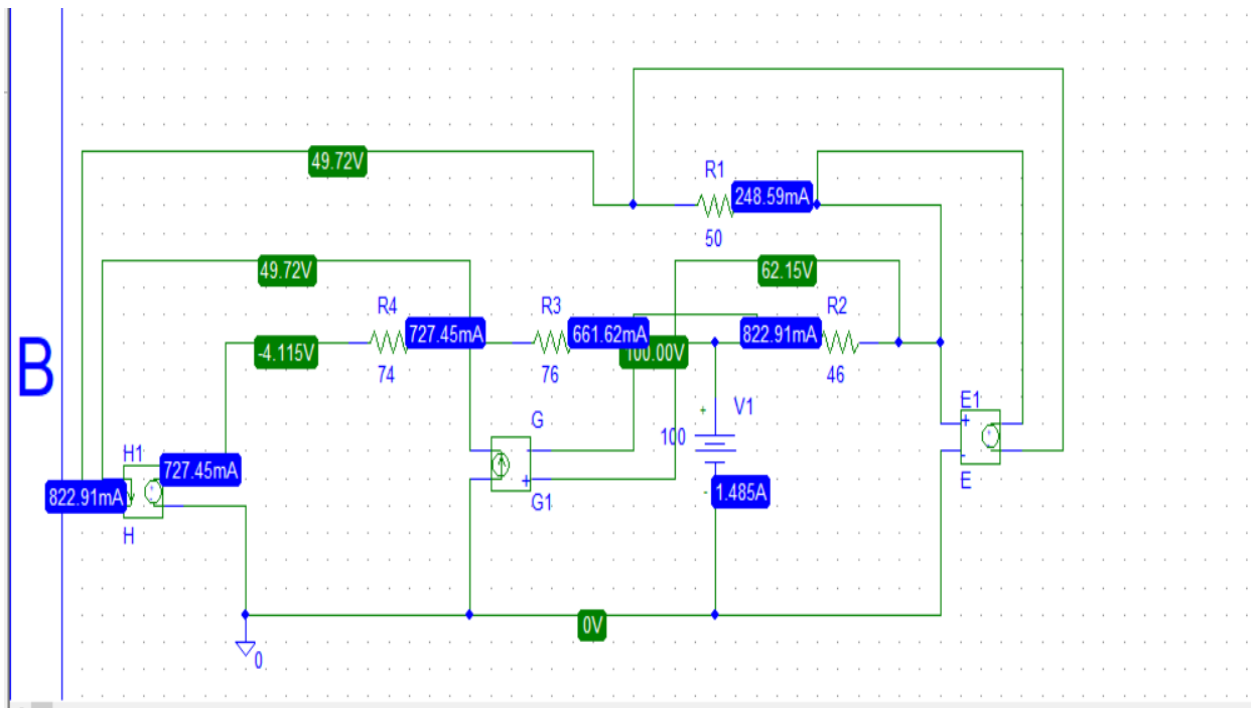 49.72V
R1
248.59mA
50
49.72V
62.15V
R4
727.45mA
R3
661.62mA
100.00V
822.91mA
R2
-4.115V
74
76
46
B
G
100
+
V1
E1
+
-
E
H1
727.45mA
822.91mA
H
+
G1
-
1.485A
0V
0